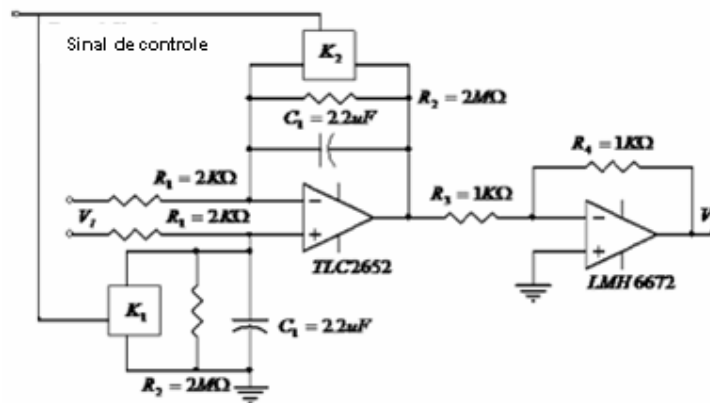 Sinal de controle
K₂
R₂ = 2MΩ
C₁ = 2.2uF
R₁ = 2KΩ
R₄ = 1KΩ
V_I
R₁ = 2KΩ
R₃ = 1KΩ
−
+
TLC2652
−
+
V
LMH6672
K₁
C₁ = 2.2uF
R₂ = 2MΩ